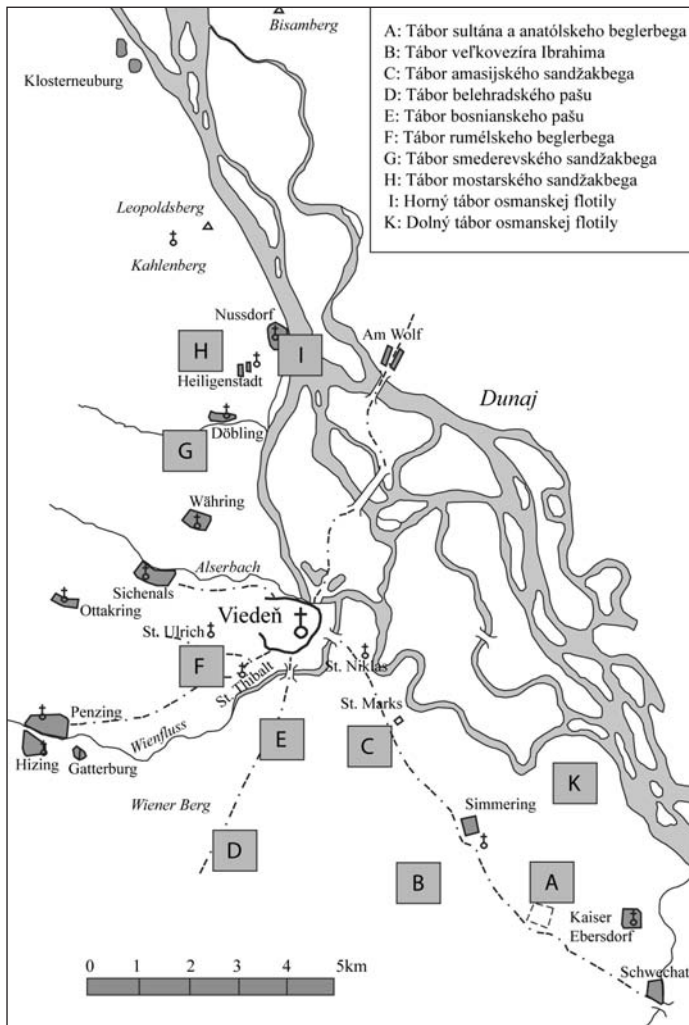 Bisamberg
Klosterneuburg
A: Tábor sultána a anatólskeho beglerbega
B: Tábor veľkovezíra Ibrahima
C: Tábor amasijského sandžakbega
D: Tábor belehradského pašu
E: Tábor bosnianskeho pašu
F: Tábor rumélskeho beglerbega
G: Tábor smederevského sandžakbega
H: Tábor mostarského sandžakbega
I: Horný tábor osmanskej flotily
K: Dolný tábor osmanskej flotily
Leopoldsberg
Kahlenberg
Nussdorf
Am Wolf
H
I
Heiligenstadt
Dunaj
Döbling
G
Währing
Alserbach
Sichenals
Ottakring
Viedeň
St. Ulrich
St. Niklas
F
St. Thibalt
Penzing
St. Marks
Wienfluss
E
C
Hizing
Gatterburg
K
Wiener Berg
Simmering
D
B
A
Kaiser
Ebersdorf
Schwechat
0 1 2 3 4 5km